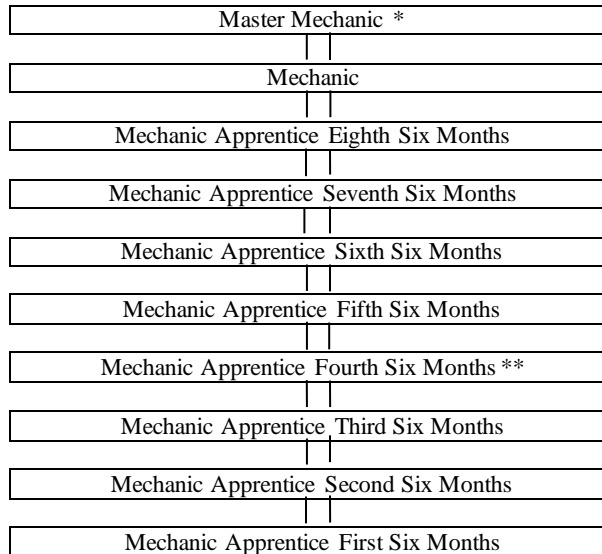 Master Mechanic *
Mechanic
Mechanic Apprentice Eighth Six Months
Mechanic Apprentice Seventh Six Months
Mechanic Apprentice Sixth Six Months
Mechanic Apprentice Fifth Six Months
Mechanic Apprentice Fourth Six Months **
Mechanic Apprentice Third Six Months
Mechanic Apprentice Second Six Months
Mechanic Apprentice First Six Months